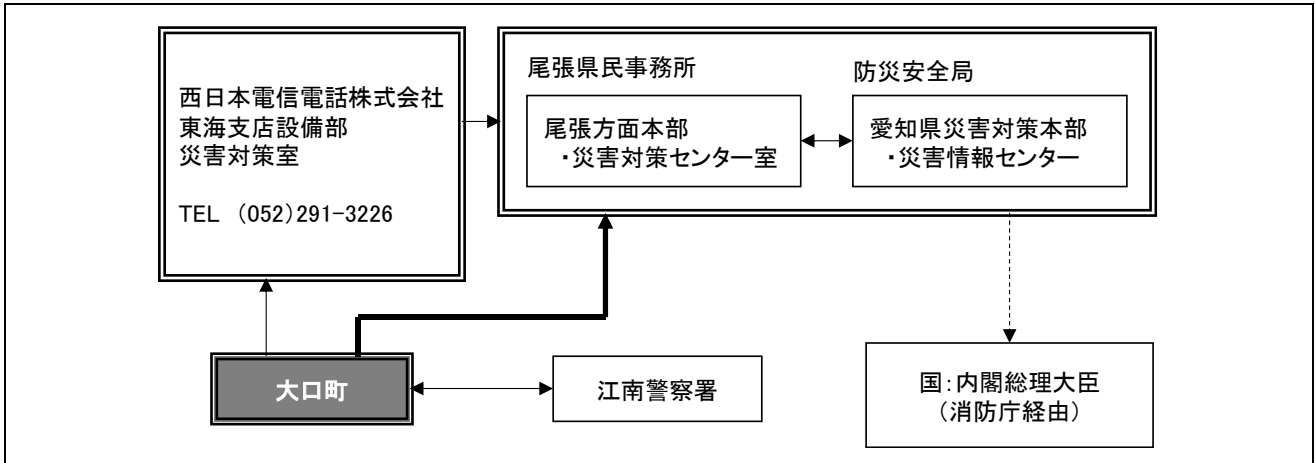 西日本電信電話株式会社
東海支店設備部
災害対策室
TEL (052)291-3226
尾張県民事務所
尾張方面本部
・災害対策センター室
防災安全局
愛知県災害対策本部
・災害情報センター
大口町
江南警察署
国:内閣総理大臣
(消防庁経由)